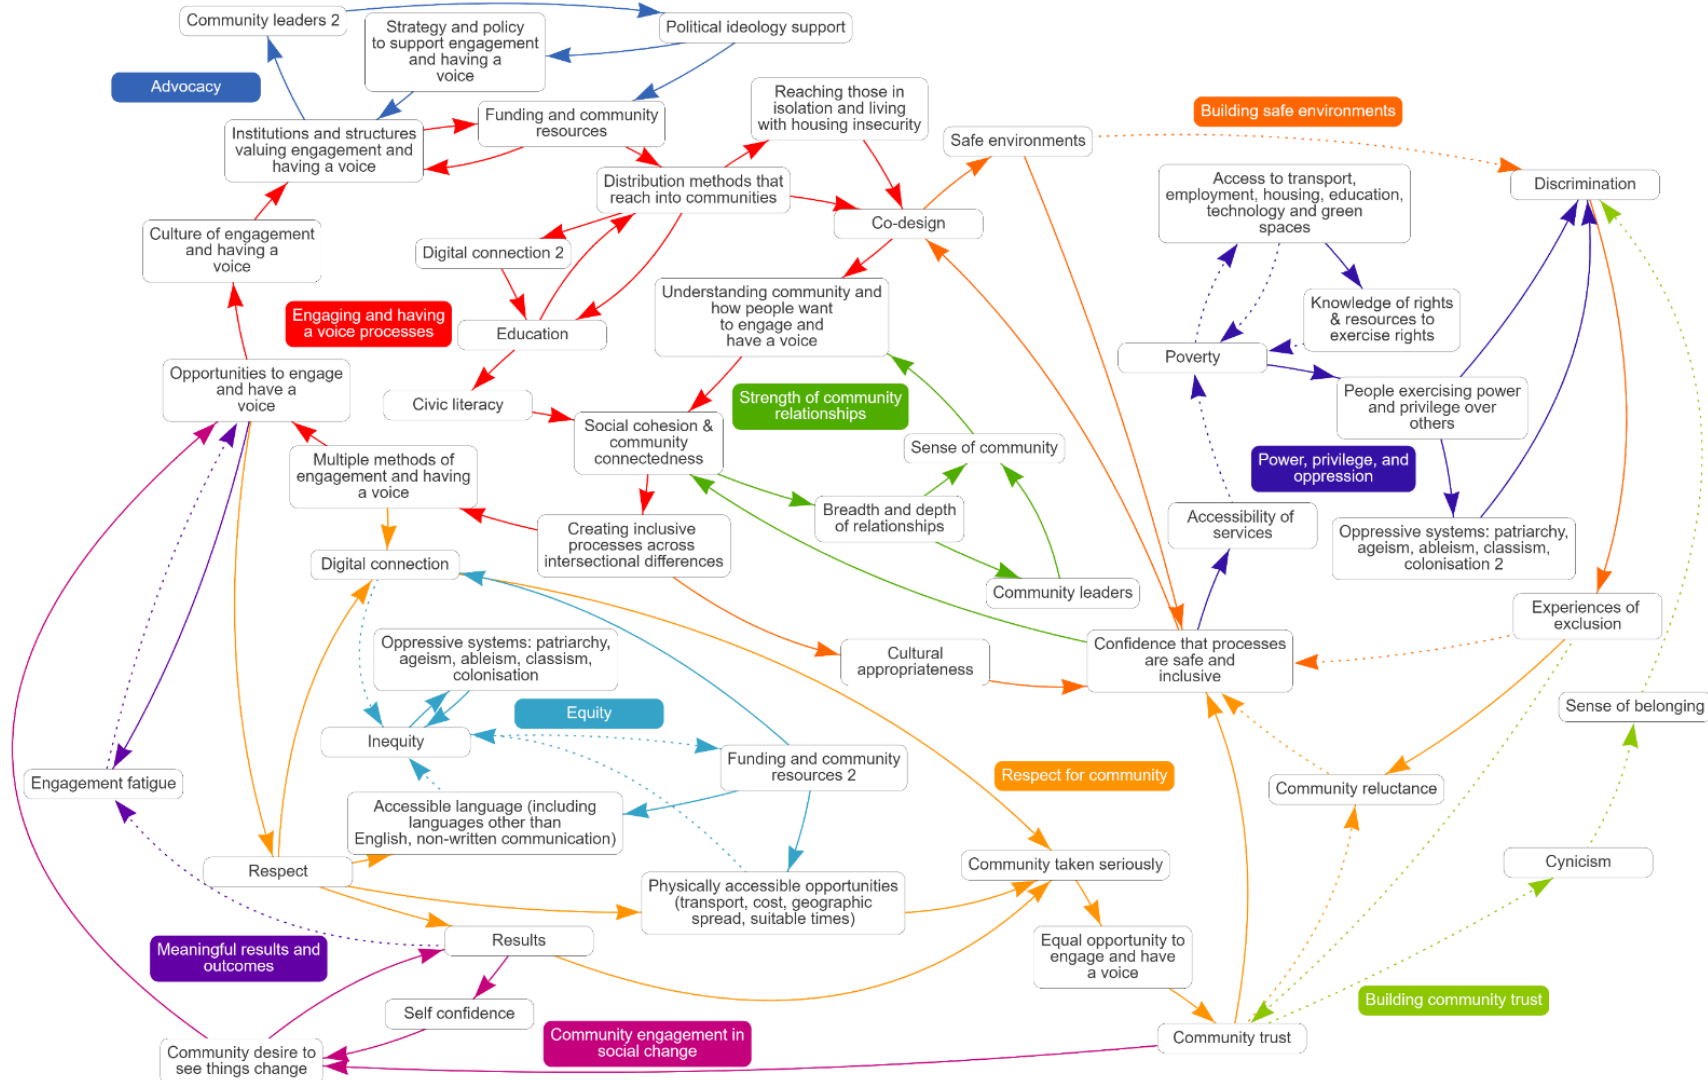 Community leaders 2
Strategy and policy
to support engagement
and having a
voice
Political ideology support
Advocacy
Institutions and structures
valuing engagement and
having a voice
Funding and community
resources
Reaching those in
isolation and living
with housing insecurity
Building safe environments
Safe environments
Distribution methods that
reach into communities
Access to transport,
employment, housing, education,
technology and green
spaces
Discrimination
Culture of engagement
and having a
voice
Digital connection 2
Co-design
Engaging and having
a voice processes
Education
Understanding community and
how people want
to engage and
have a voice
Knowledge of rights
& resources to
exercise rights
Poverty
Opportunities to engage
and have a
voice
Civic literacy
Strength of community
relationships
People exercising power
and privilege over
others
Social cohesion &
community
connectedness
Sense of community
Multiple methods of
engagement and having
a voice
Power, privilege, and
oppression
Creating inclusive
processes across
intersectional differences
Breadth and depth
of relationships
Accessibility of
services
Oppressive systems: patriarchy,
ageism, ableism, classism,
colonisation 2
Digital connection
Community leaders
Experiences of
exclusion
Oppressive systems: patriarchy,
ageism, ableism, classism,
colonisation
Cultural
appropriateness
Confidence that processes
are safe and
inclusive
Sense of belonging
Equity
Inequity
Engagement fatigue
Funding and community
resources 2
Respect for community
Community reluctance
Accessible language (including
languages other than
English, non-written communication)
Respect
Community taken seriously
Cynicism
Physically accessible opportunities
(transport, cost, geographic
spread, suitable times)
Meaningful results and
outcomes
Results
Equal opportunity to
engage and have
a voice
Self confidence
Building community trust
Community engagement in
social change
Community trust
Community desire to
see things change